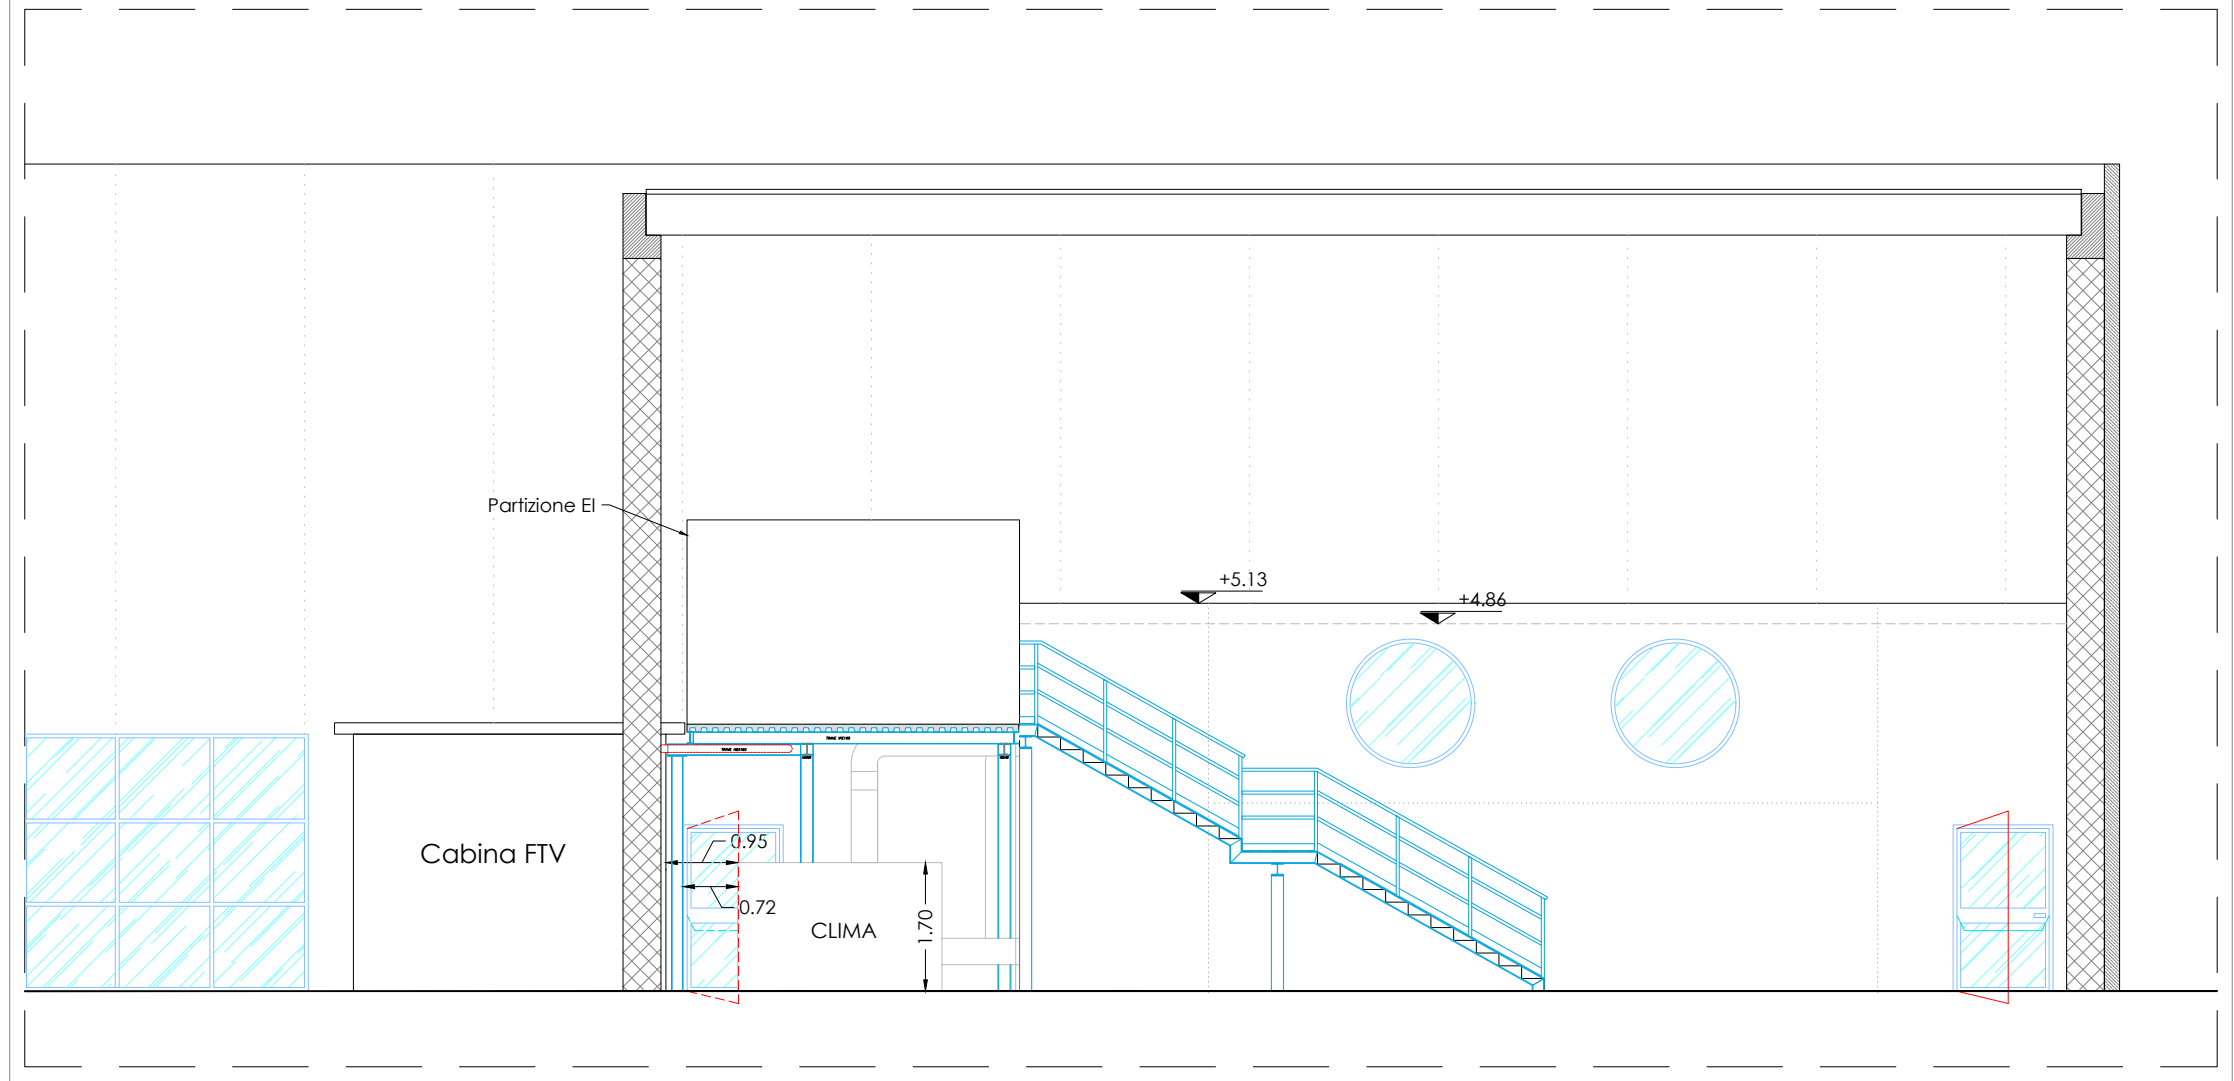 Partizione EI
+5.13
+4.86
0.95
Cabina FTV
0.72
CLIMA
1.70